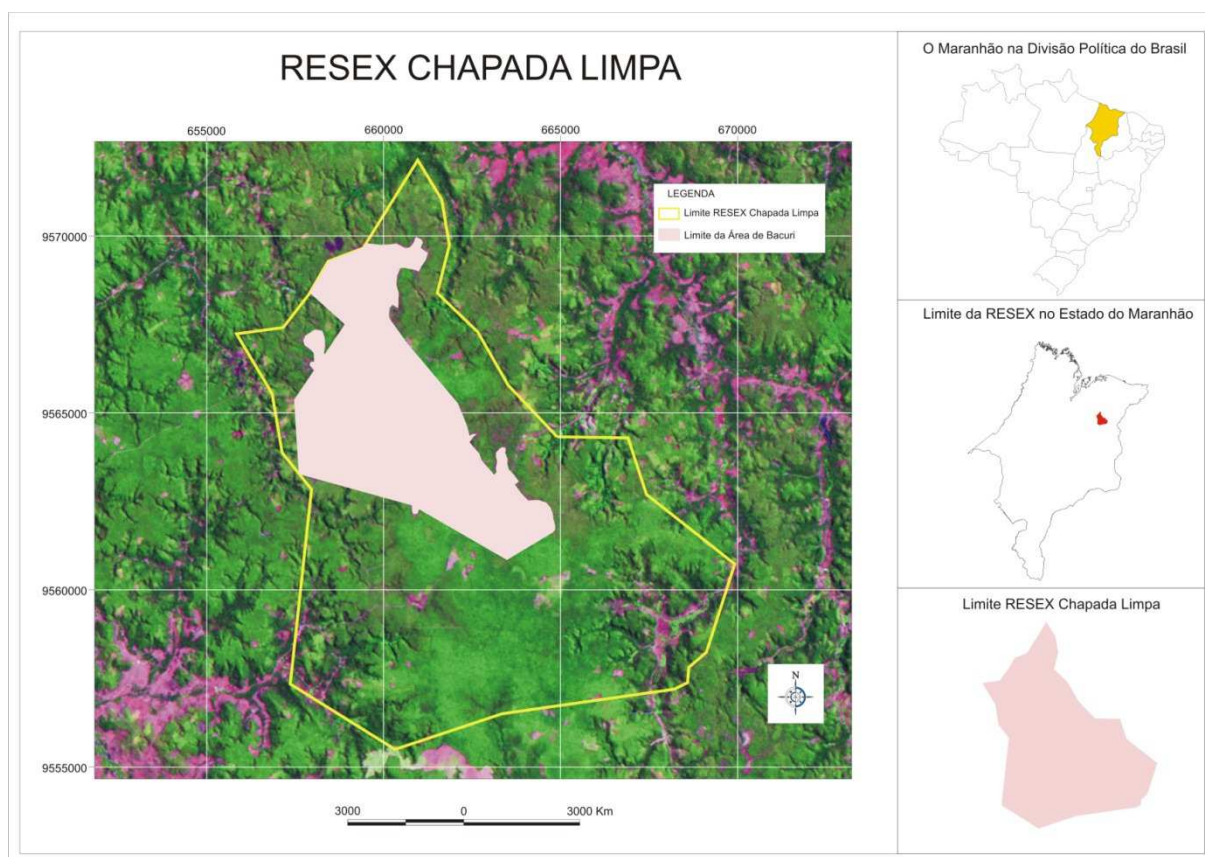 RESEX CHAPADA LIMPA
655000 660000 665000 670000
LEGENDA
Limite RESEX Chapada Limpa
Limite da Área de Bacuri
9570000
9565000
9560000
9555000
N
3000 0 3000 Km
O Maranhão na Divisão Política do Brasil
Limite da RESEX no Estado do Maranhão
Limite RESEX Chapada Limpa